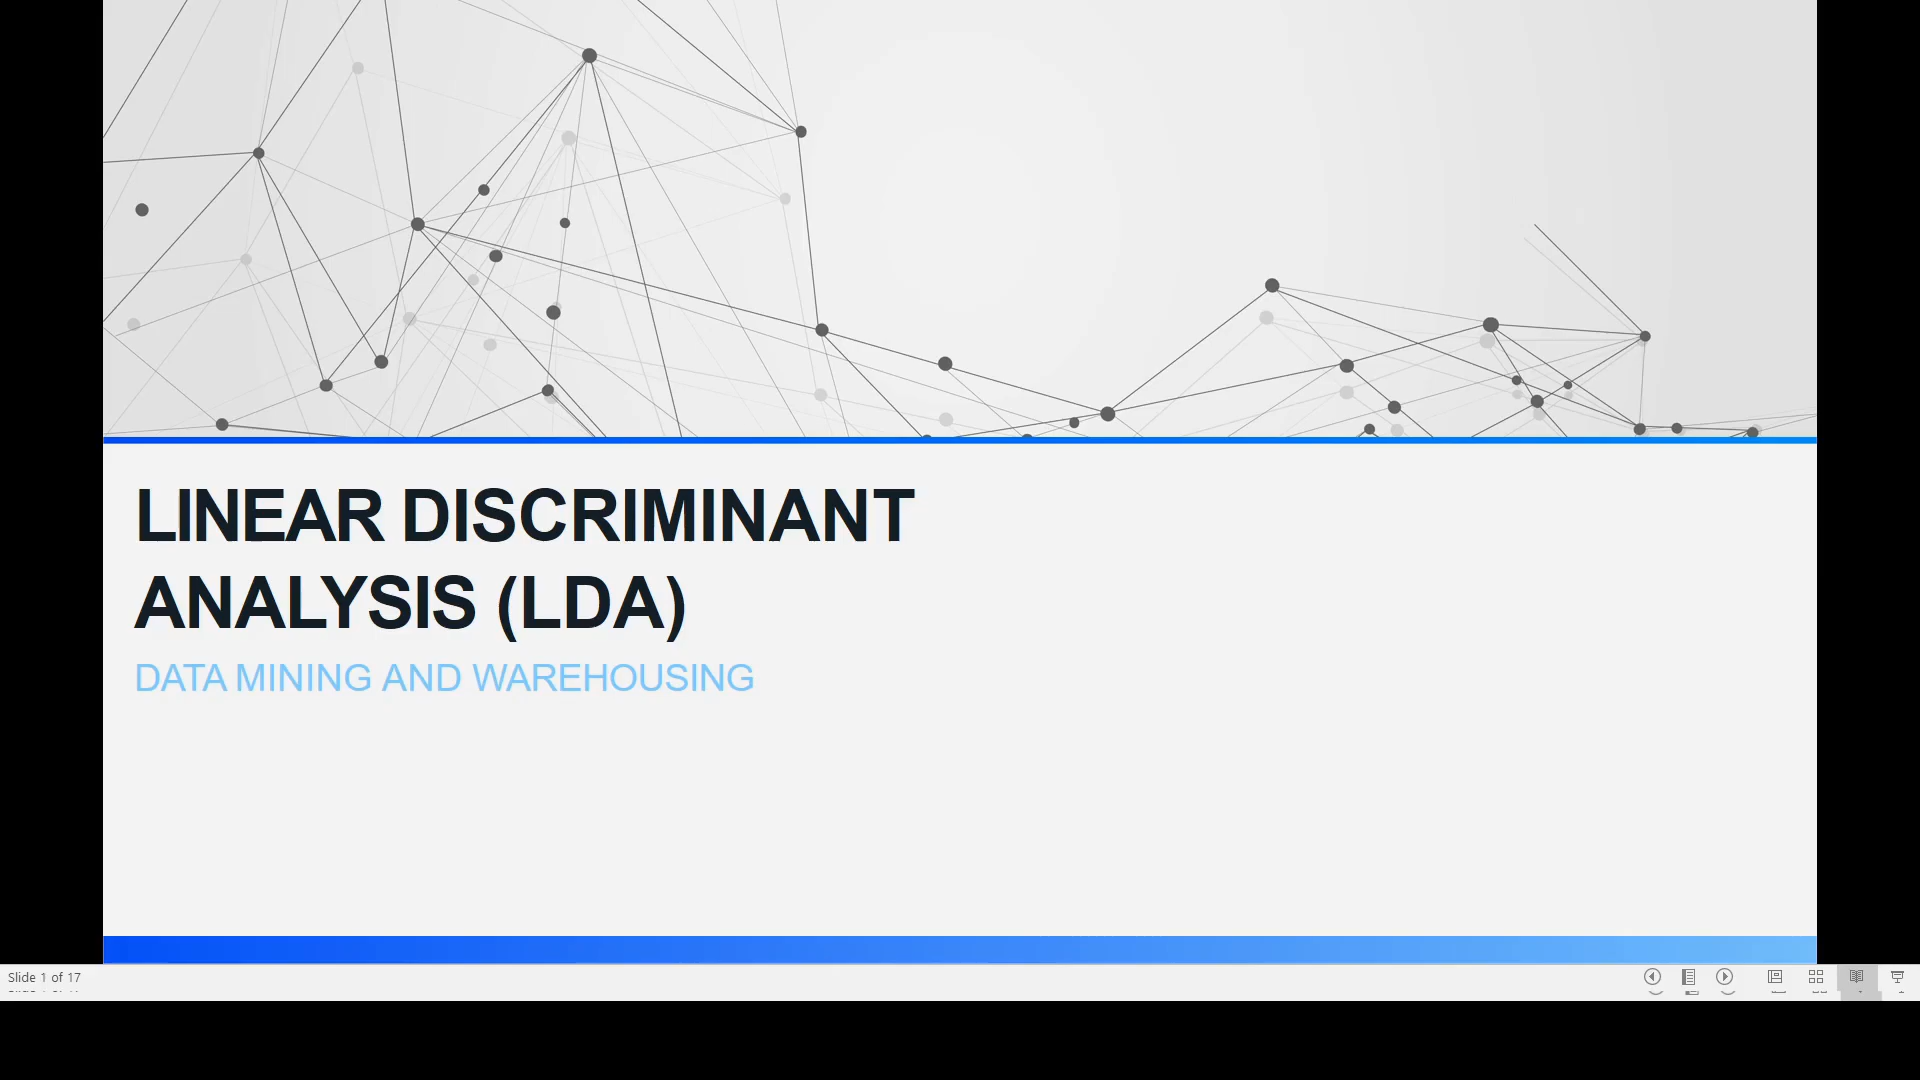 LINEAR DISCRIMINANT
ANALYSIS (LDA)
DATA MINING AND WAREHOUSING
Slide 1 of 17